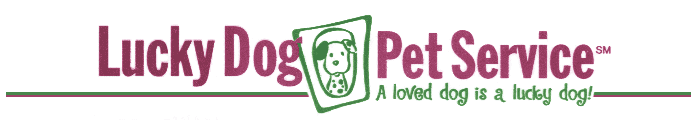 Lucky Dog Pet Service℠
A loved dog is a lucky dog!